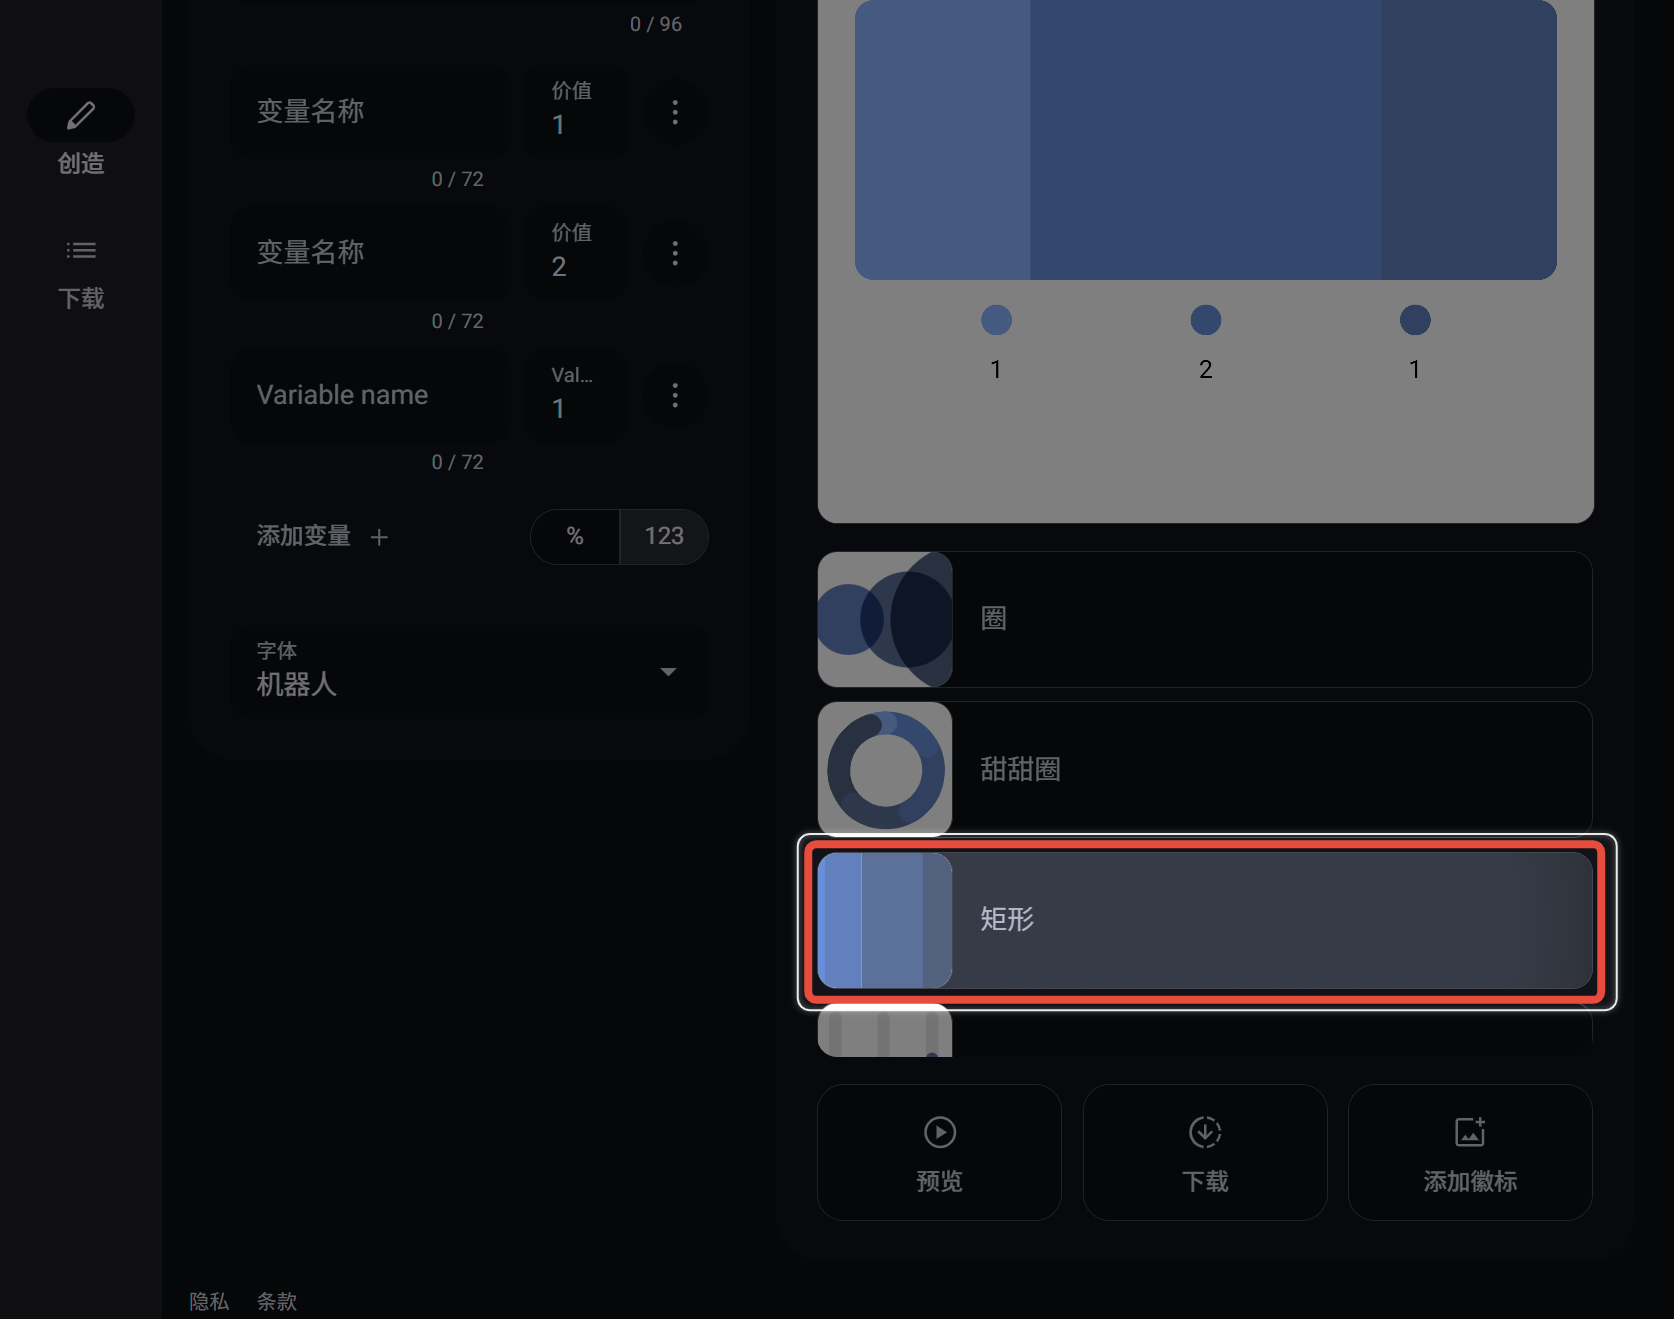 创造
下载
0 / 96
变量名称
价值
1
0 / 72
变量名称
价值
2
0 / 72
Variable name
Val...
1
0 / 72
添加变量 +
%
123
字体
机器人
1
2
1
圈
甜甜圈
矩形
预览
下载
添加徽标
隐私
条款